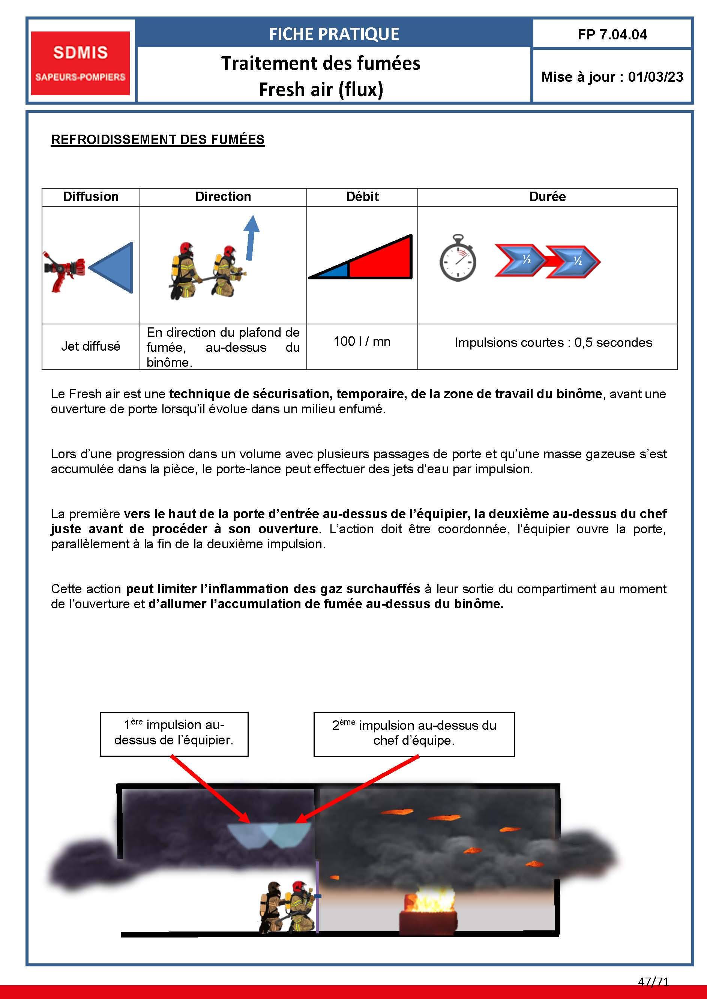 SDMIS
SAPEURS-POMPIERS
FICHE PRATIQUE
FP 7.04.04
Traitement des fumées
Fresh air (flux)
Mise à jour : 01/03/23
REFROIDISSEMENT DES FUMÉES
Diffusion
Direction
Débit
Durée
½
½
Jet diffusé
En direction du plafond de
fumée, au-dessus du
binôme.
100 l / mn
Impulsions courtes : 0,5 secondes
Le Fresh air est une technique de sécurisation, temporaire, de la zone de travail du binôme, avant une
ouverture de porte lorsqu’il évolue dans un milieu enfumé.
Lors d’une progression dans un volume avec plusieurs passages de porte et qu’une masse gazeuse s’est
accumulée dans la pièce, le porte-lance peut effectuer des jets d’eau par impulsion.
La première vers le haut de la porte d’entrée au-dessus de l’équipier, la deuxième au-dessus du chef
juste avant de procéder à son ouverture. L’action doit être coordonnée, l’équipier ouvre la porte,
parallèlement à la fin de la deuxième impulsion.
Cette action peut limiter l’inflammation des gaz surchauffés à leur sortie du compartiment au moment
de l’ouverture et d’allumer l’accumulation de fumée au-dessus du binôme.
1ère impulsion au-
dessus de l’équipier.
2ème impulsion au-dessus du
chef d’équipe.
47/71